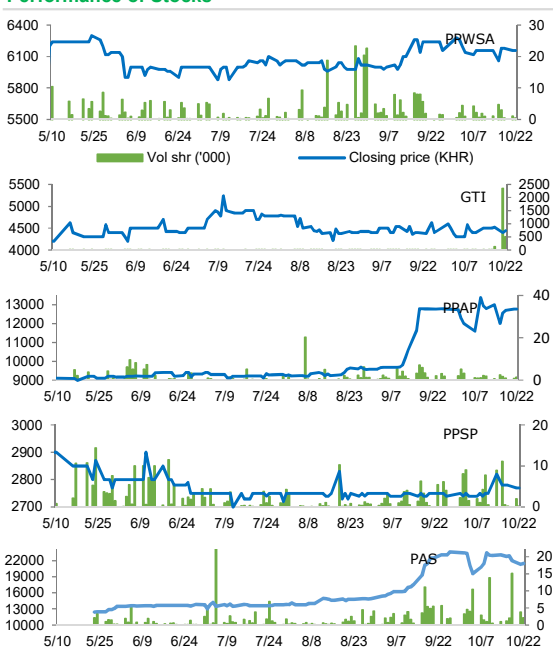 Performance of Stocks
6400 30
PPWSA
6100 20
5800 10
5500 0
5/10 5/25 6/9 6/24 7/9 7/24 8/8 8/23 9/7 9/22 10/7 10/22
Vol shr ('000) Closing price (KHR)
5500 2500
GTI
2000
5000
1500
4500 1000
500
4000 0
5/10 5/25 6/9 6/24 7/9 7/24 8/8 8/23 9/7 9/22 10/7 10/22
40
13000
PPAP
12000
11000 20
10000
9000 0
5/10 5/25 6/9 6/24 7/9 7/24 8/8 8/23 9/7 9/22 10/7 10/22
3000 20
PPSP
2900
2800 10
2700 0
5/10 5/25 6/9 6/24 7/9 7/24 8/8 8/23 9/7 9/22 10/7 10/22
PAS
22000 20
19000 15
16000 10
13000 5
10000 0
5/10 5/25 6/9 6/24 7/9 7/24 8/8 8/23 9/7 9/22 10/7 10/22